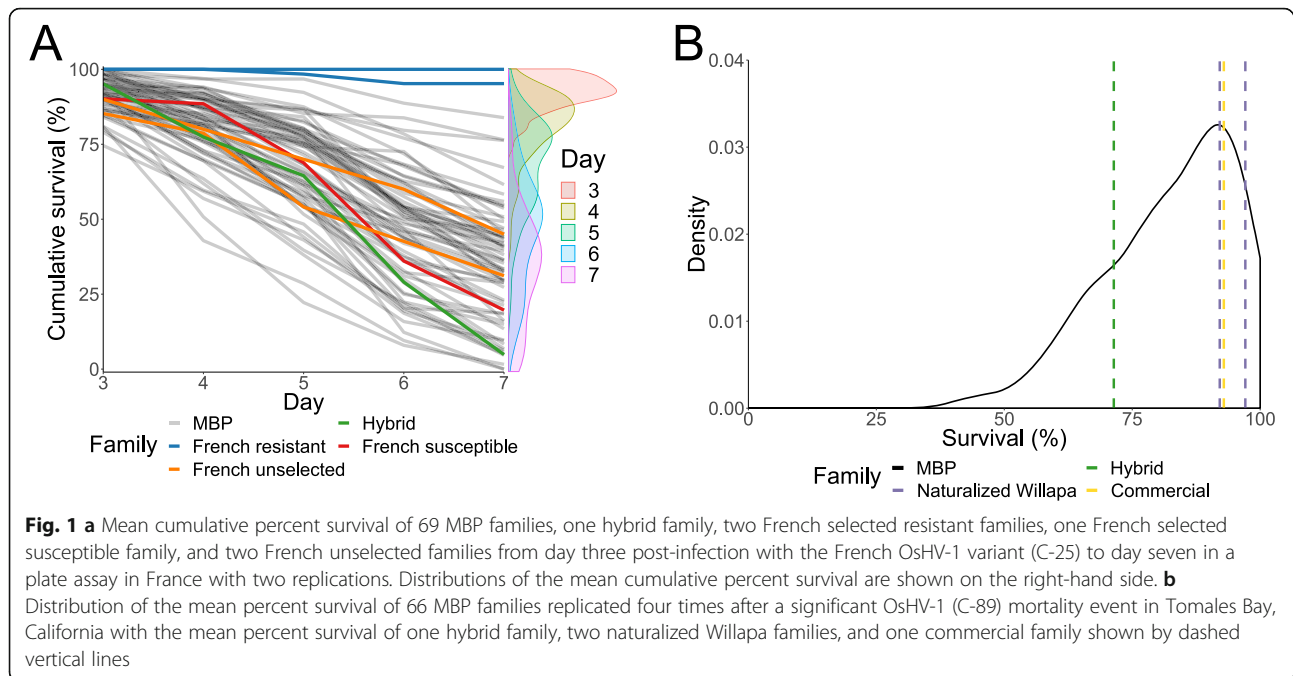 A
100
75
50
25
0
Cumulative survival (%)
3 4 5 6 7
Day
Day
3
4
5
6
7
Family
MBP
Hybrid
French resistant
French susceptible
French unselected
B
0.04
0.03
0.02
0.01
0.00
Density
0 25 50 75 100
Survival (%)
Family
MBP
Hybrid
Naturalized Willapa
Commercial
Fig. 1 a Mean cumulative percent survival of 69 MBP families, one hybrid family, two French selected resistant families, one French selected
susceptible family, and two French unselected families from day three post-infection with the French OsHV-1 variant (C-25) to day seven in a
plate assay in France with two replications. Distributions of the mean cumulative percent survival are shown on the right-hand side. b
Distribution of the mean percent survival of 66 MBP families replicated four times after a significant OsHV-1 (C-89) mortality event in Tomales Bay,
California with the mean percent survival of one hybrid family, two naturalized Willapa families, and one commercial family shown by dashed
vertical lines